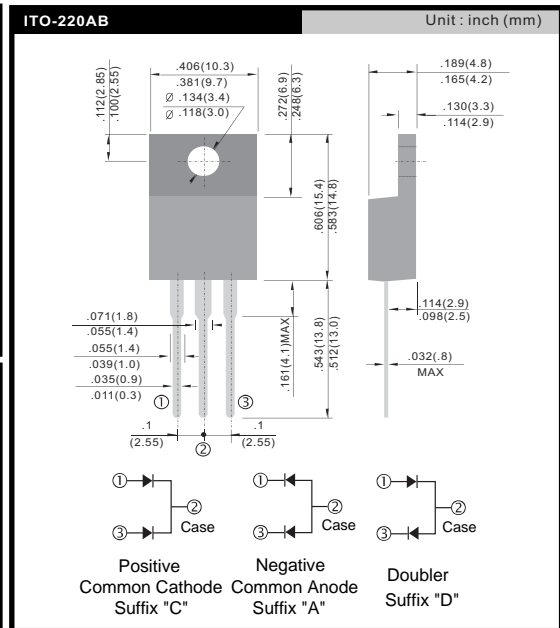 ITO-220AB
Unit : inch (mm)
.406(10.3)
.381(9.7)
Ø .134(3.4)
Ø .118(3.0)
.112(2.85)
.100(2.55)
.272(6.9)
.248(6.3)
.189(4.8)
.165(4.2)
.130(3.3)
.114(2.9)
.606(15.4)
.583(14.8)
.071(1.8)
.055(1.4)
.055(1.4)
.039(1.0)
.035(0.9)
.011(0.3)
.161(4.1)MAX
.543(13.8)
.512(13.0)
.114(2.9)
.098(2.5)
.032(.8)
MAX
① ③
.1
(2.55)
②
.1
(2.55)
① ② Case ③
① ② Case ③
① ② Case ③
Positive
Common Cathode
Suffix "C"
Negative
Common Anode
Suffix "A"
Doubler
Suffix "D"